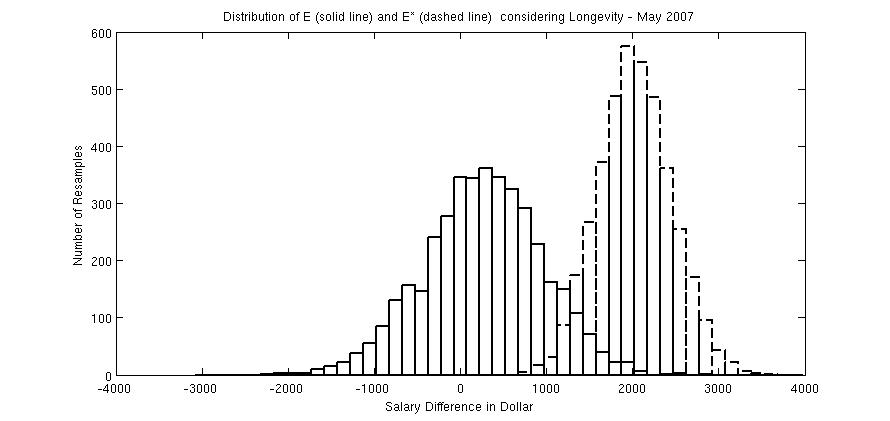 Distribution of E (solid line) and E* (dashed line)  considering Longevity - May 2007
600
500
400
300
200
100
0
Number of Resamples
-4000 -3000 -2000 -1000 0 1000 2000 3000 4000
Salary Difference in Dollar